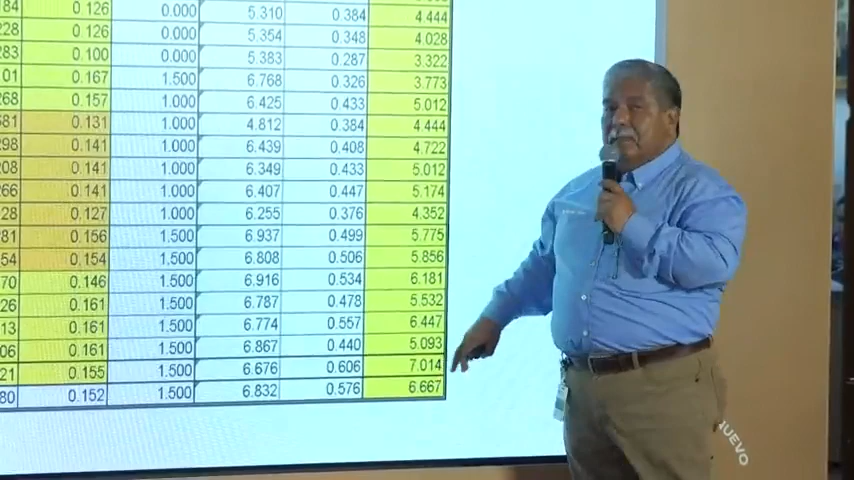 184 0.126 0.000 5.310 0.384 4.444
228 0.126 0.000 5.354 0.348 4.028
283 0.100 0.000 5.383 0.287 3.322
01 0.167 1.500 6.768 0.326 3.773
268 0.157 1.000 6.425 0.433 5.012
581 0.131 1.000 4.812 0.384 4.444
298 0.141 1.000 6.439 0.408 4.722
208 0.141 1.000 6.349 0.433 5.012
266 0.141 1.000 6.407 0.447 5.174
228 0.127 1.000 6.255 0.376 4.352
281 0.156 1.500 6.937 0.499 5.775
54 0.154 1.500 6.808 0.506 5.856
70 0.146 1.500 6.916 0.534 6.181
26 0.161 1.500 6.787 0.478 5.532
13 0.161 1.500 6.774 0.557 6.447
06 0.161 1.500 6.867 0.440 5.093
21 0.155 1.500 6.676 0.606 7.014
80 0.152 1.500 6.832 0.576 6.667
NUEVO